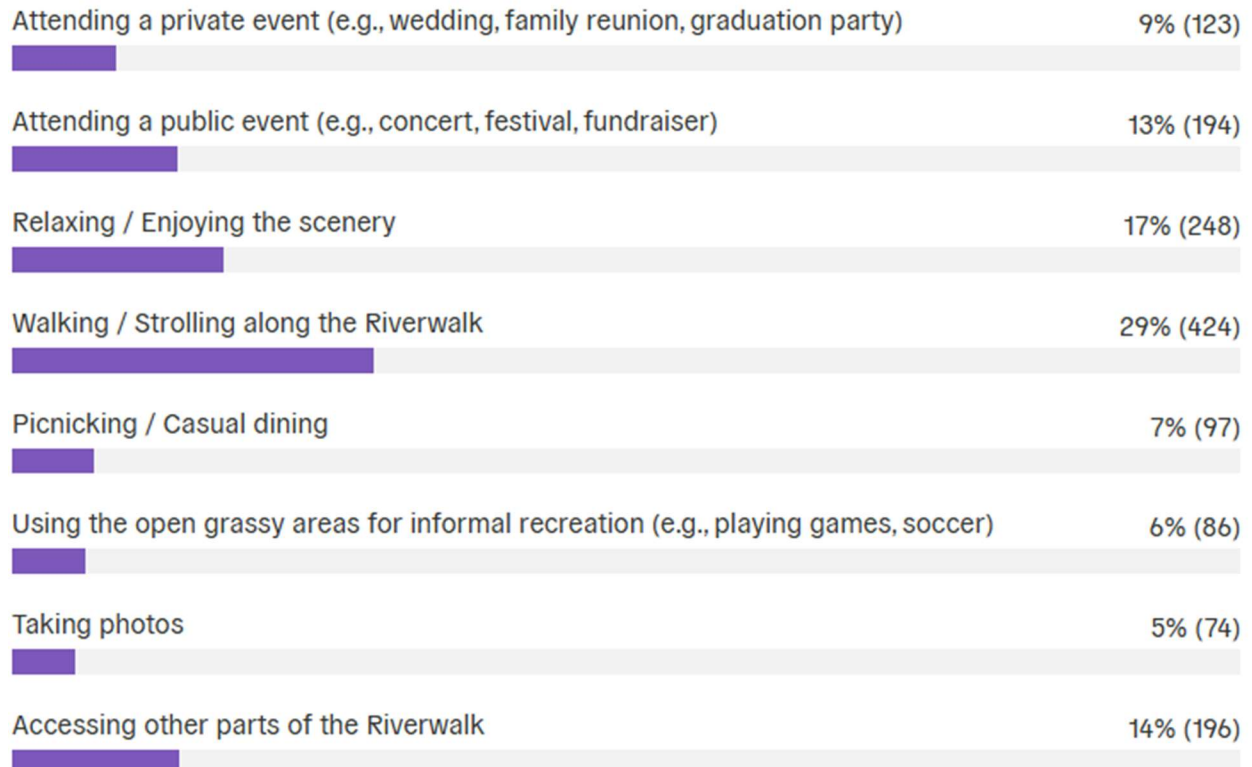 Attending a private event (e.g., wedding, family reunion, graduation party) 9% (123)
Attending a public event (e.g., concert, festival, fundraiser) 13% (194)
Relaxing / Enjoying the scenery 17% (248)
Walking / Strolling along the Riverwalk 29% (424)
Picnicking / Casual dining 7% (97)
Using the open grassy areas for informal recreation (e.g., playing games, soccer) 6% (86)
Taking photos 5% (74)
Accessing other parts of the Riverwalk 14% (196)